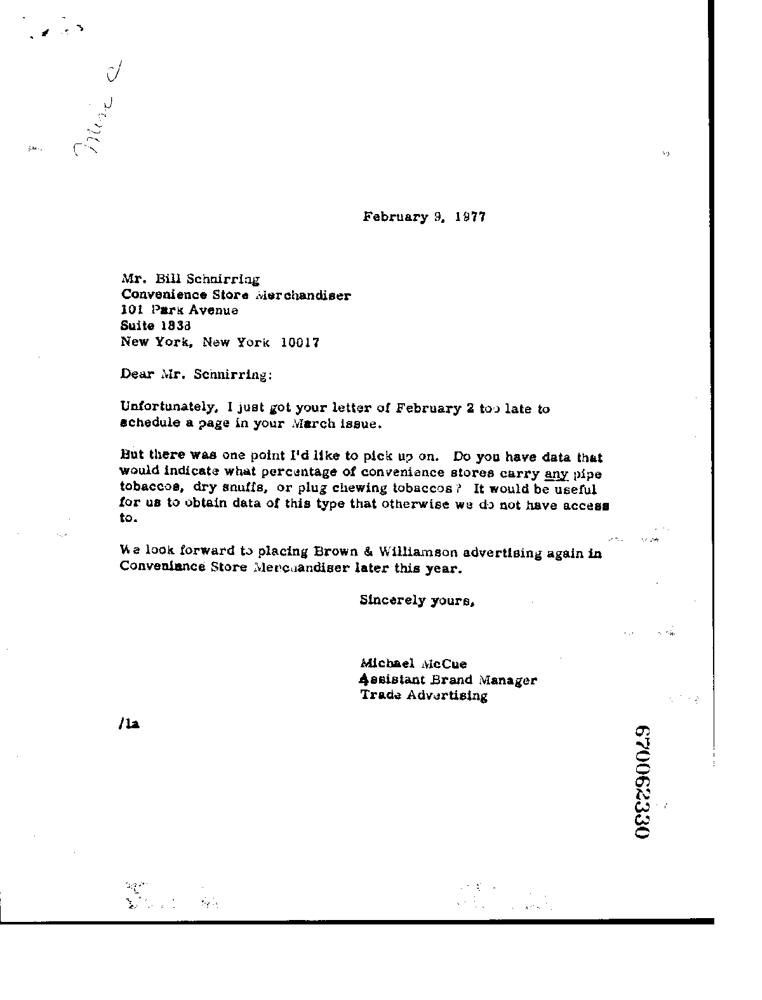 February 9, 1977
Mr. Bill Schnirring
Convenience Store Merchandiser
101 Park Avenue
Suite 1838
New York, New York 10017
Dear Mr. Schnirring:
Unfortunately, I just got your letter of February 2 too late to
schedule a page in your March issue.
But there was one point I'd like to pick up on. Do you have data that
would indicate what percentage of convenience stores carry any pipe
tobaccos, dry snuffs, or plug chewing tobaccos? It would be useful
for us to obtain data of this type that otherwise we do not have access
to.
We look forward to placing Brown & Williamson advertising again in
Conveniance Store Merchandiser later this year.
Sincerely yours,
Michael McCue
Assistant Brand Manager
Trade Advertising
/la
670062330